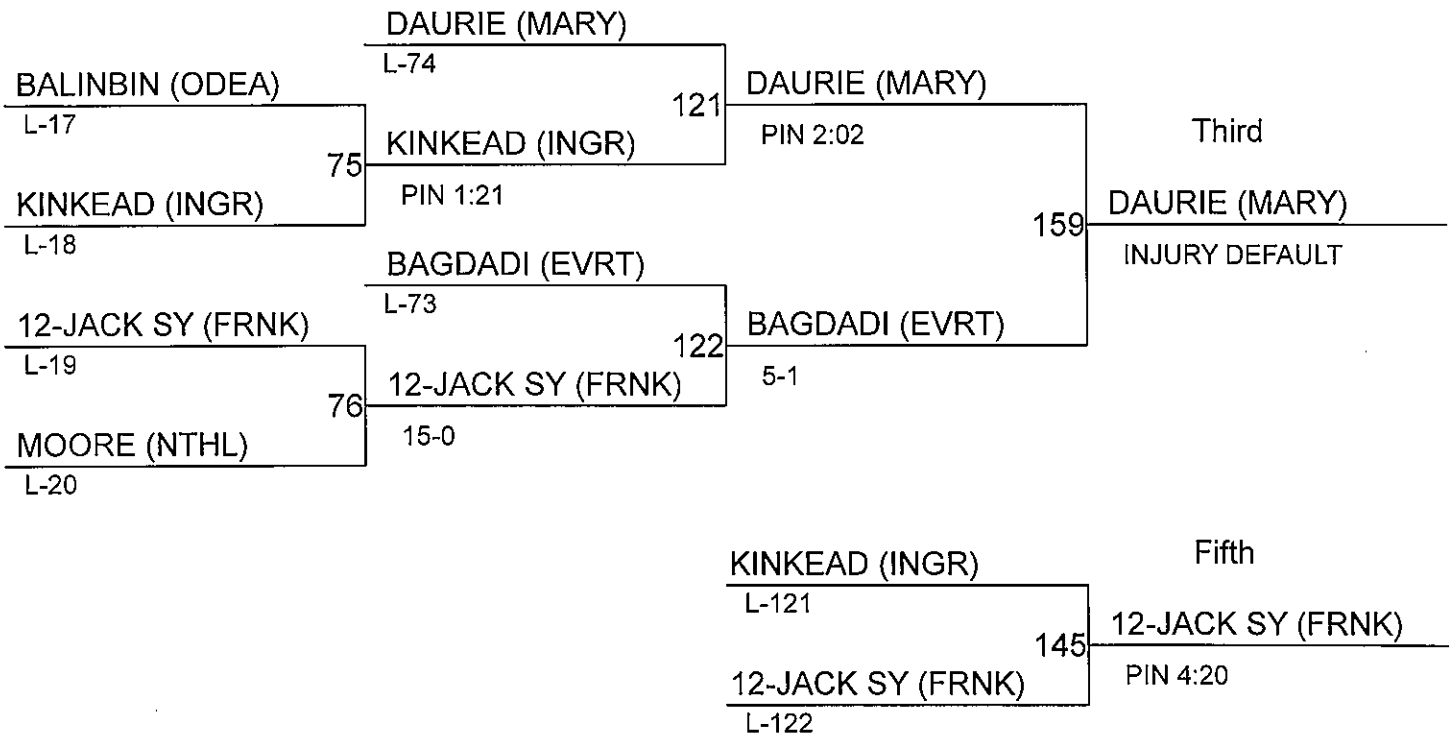 DAURIE (MARY)
L-74
BALINBIN (ODEA)
L-17
121
DAURIE (MARY)
PIN 2:02
75
KINKEAD (INGR)
PIN 1:21
KINKEAD (INGR)
L-18
Third
159
DAURIE (MARY)
INJURY DEFAULT
BAGDADI (EVRT)
L-73
12-JACK SY (FRNK)
L-19
122
BAGDADI (EVRT)
5-1
76
12-JACK SY (FRNK)
15-0
MOORE (NTHL)
L-20
Fifth
KINKEAD (INGR)
L-121
145
12-JACK SY (FRNK)
PIN 4:20
12-JACK SY (FRNK)
L-122